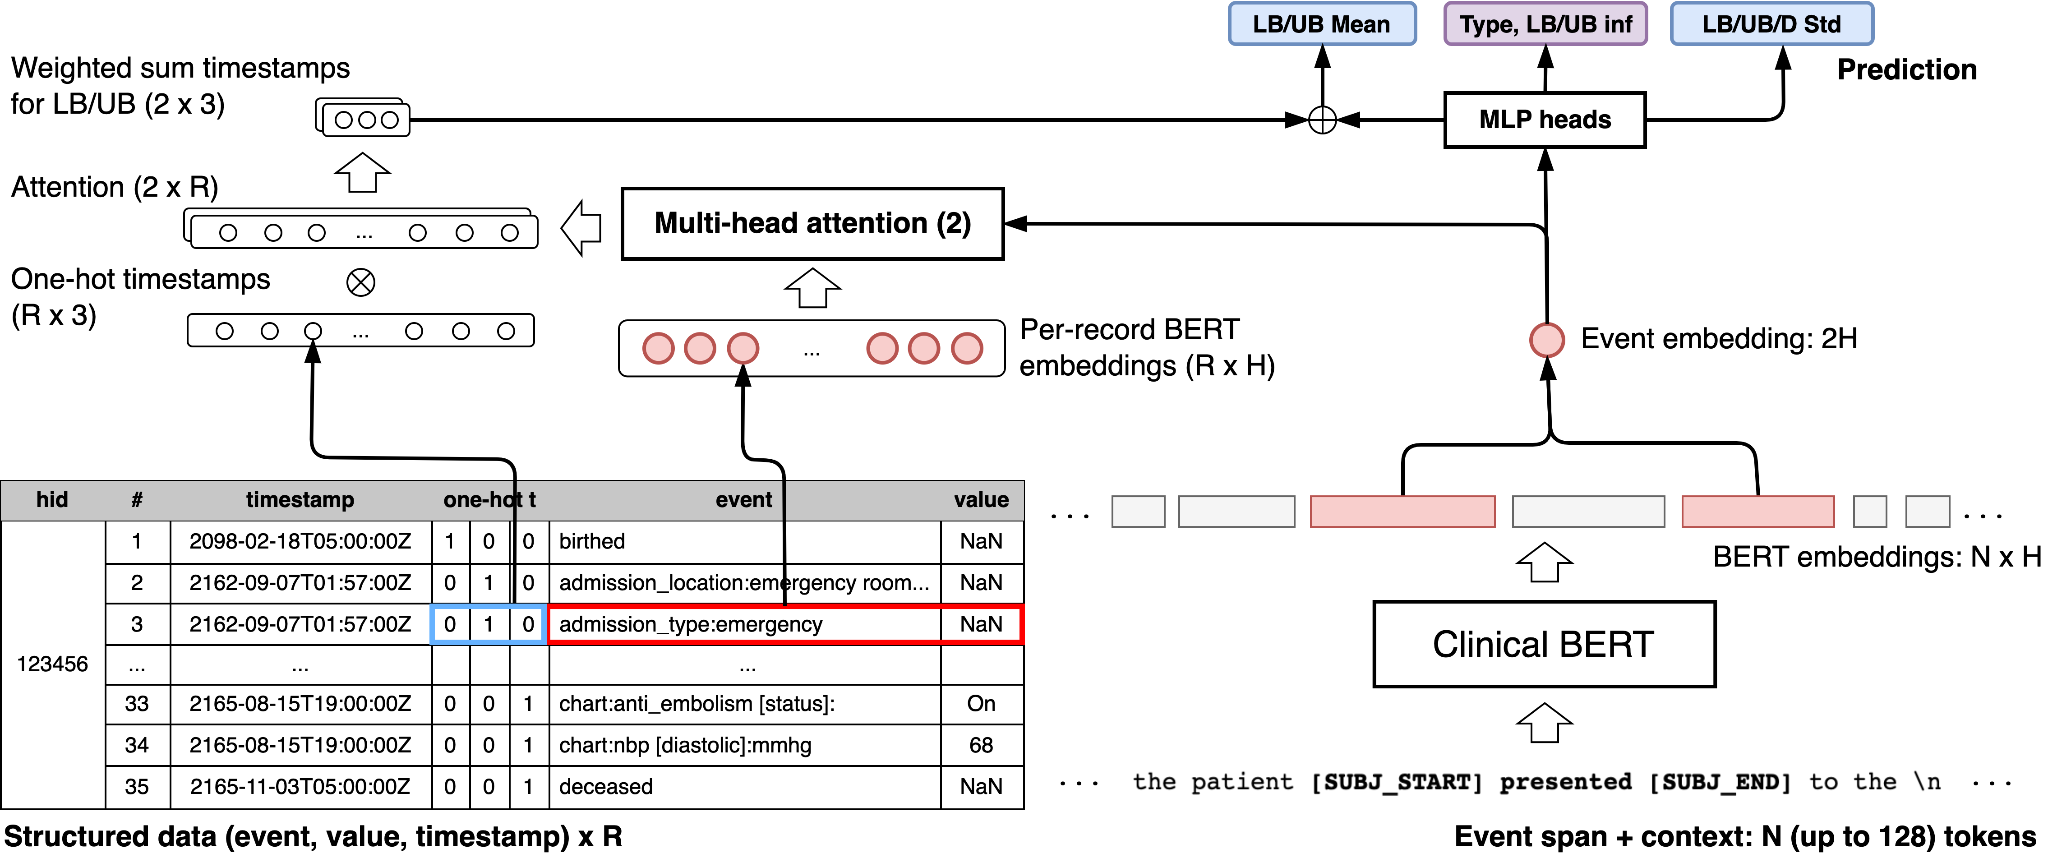 LB/UB Mean
Type, LB/UB inf
LB/UB/D Std
Prediction
Weighted sum timestamps
for LB/UB (2 x 3)
MLP heads
Attention (2 x R)
...
Multi-head attention (2)
One-hot timestamps
(R x 3)
...
...
Per-record BERT
embeddings (R x H)
Event embedding: 2H
hid # timestamp one-hot t event value
1 2098-02-18T05:00:00Z 1 0 0 birthed NaN
2 2162-09-07T01:57:00Z 0 1 0 admission_location:emergency room... NaN
3 2162-09-07T01:57:00Z 0 1 0 admission_type:emergency NaN
123456
... ... ...
33 2165-08-15T19:00:00Z 0 0 1 chart:anti_embolism [status]: On
34 2165-08-15T19:00:00Z 0 0 1 chart:nbp [diastolic]:mmhg 68
35 2165-11-03T05:00:00Z 0 0 1 deceased NaN
Structured data (event, value, timestamp) x R
... ...
BERT embeddings: N x H
Clinical BERT
... the patient [SUBJ_START] presented [SUBJ_END] to the \n ...
Event span + context: N (up to 128) tokens